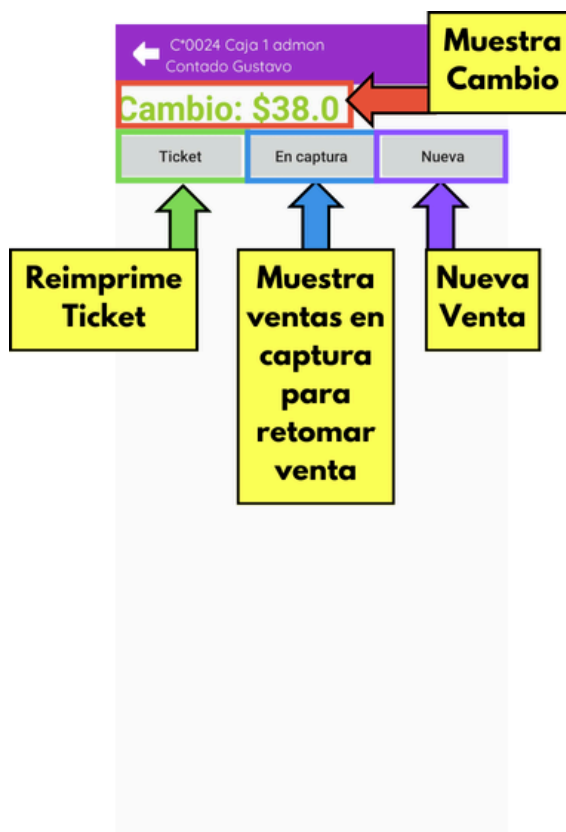 C*0024 Caja 1 admon
Contado Gustavo
Muestra
Cambio
Cambio: $38.0
Ticket
En captura
Nueva
Reimprime
Ticket
Muestra
ventas en
captura
para
retomar
venta
Nueva
Venta